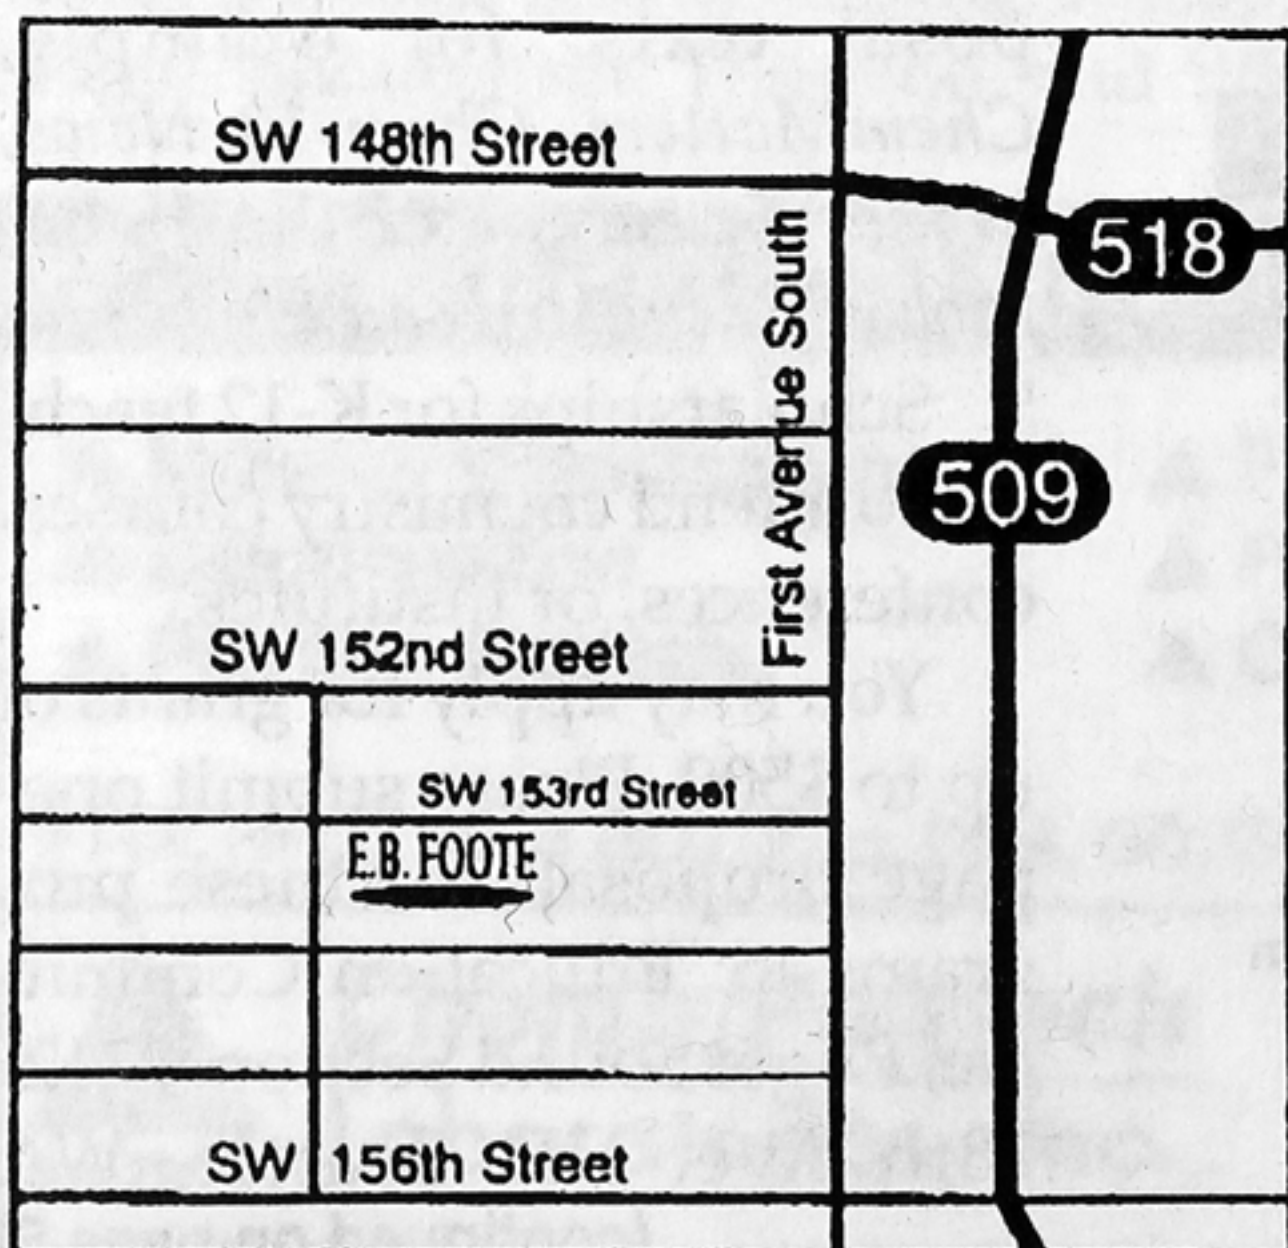 SW 148th Street
518
First Avenue South
509
SW 152nd Street
SW 153rd Street
E.B. FOOTE
SW 156th Street